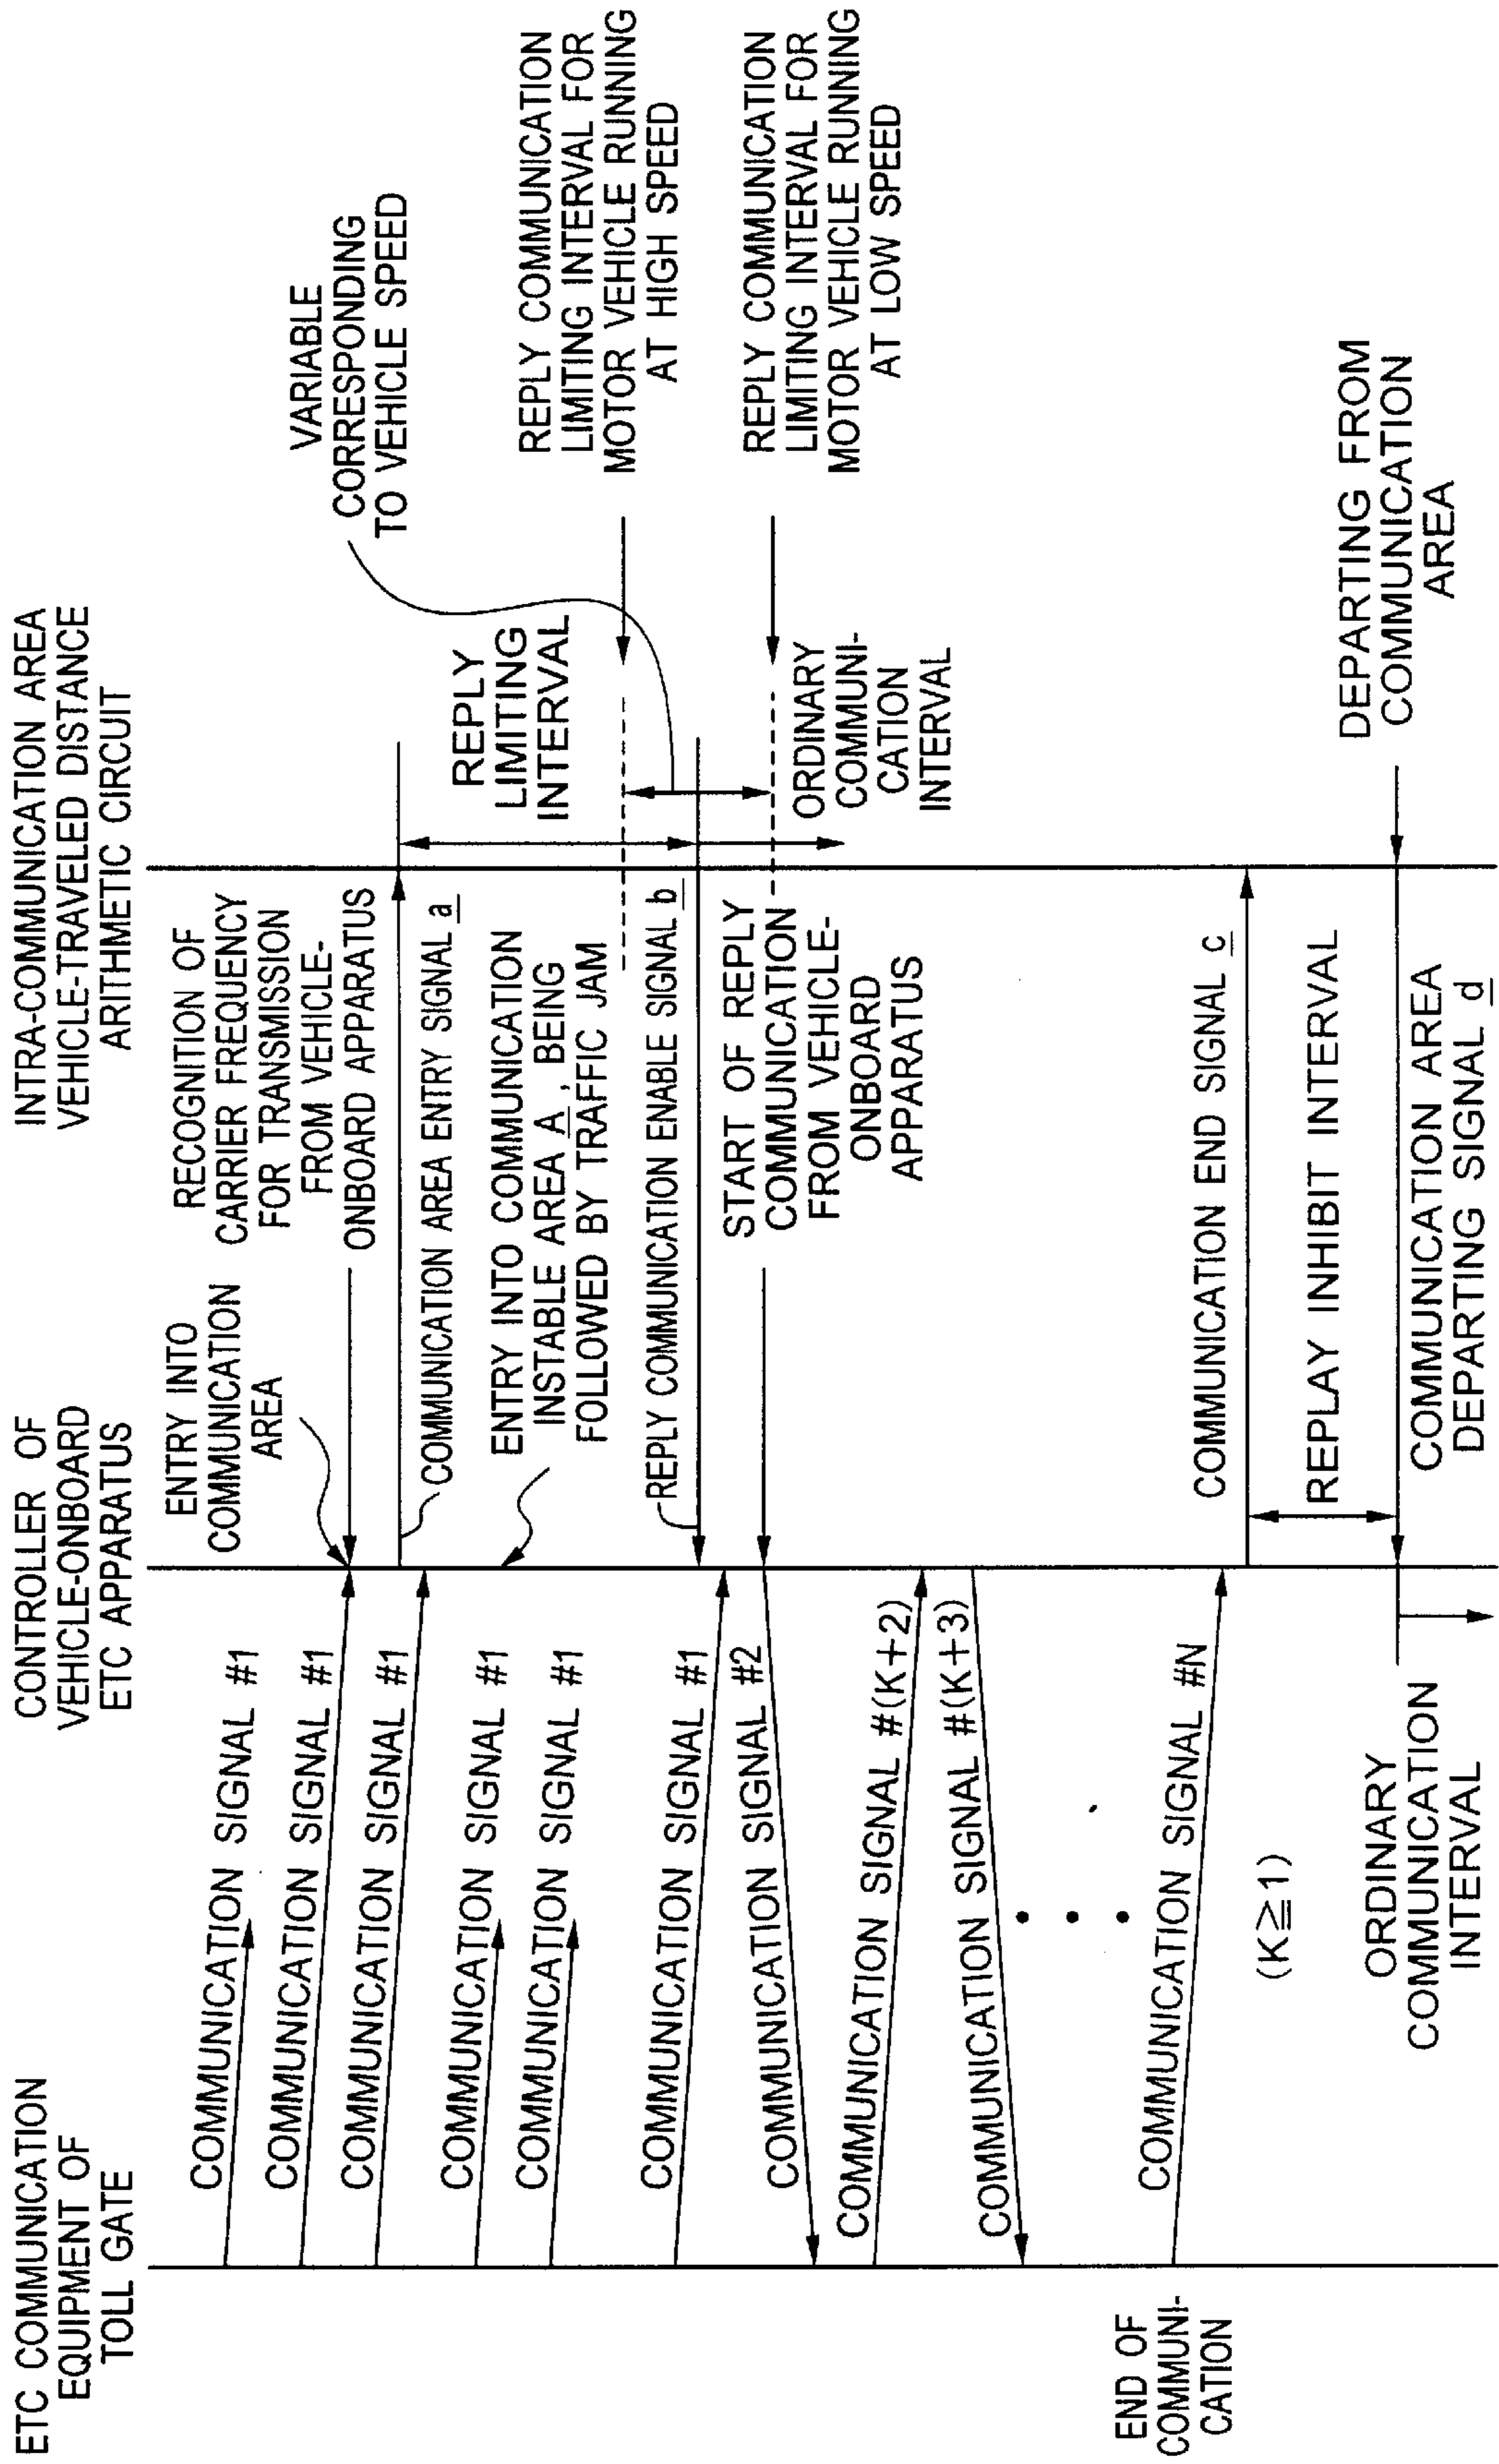 ETC COMMUNICATION
EQUIPMENT OF
TOLL GATE
CONTROLLER OF
VEHICLE-ONBOARD
ETC APPARATUS
INTRA-COMMUNICATION AREA
VEHICLE-TRAVELED DISTANCE
ARITHMETIC CIRCUIT
COMMUNICATION SIGNAL #1
COMMUNICATION SIGNAL #1
COMMUNICATION SIGNAL #1
COMMUNICATION SIGNAL #1
COMMUNICATION SIGNAL #1
COMMUNICATION SIGNAL #1
COMMUNICATION SIGNAL #2
COMMUNICATION SIGNAL #(K+2)
COMMUNICATION SIGNAL #(K+3)
COMMUNICATION SIGNAL #N
(K≧1)
END OF
COMMUNI-
CATION
ORDINARY
COMMUNICATION
INTERVAL
ENTRY INTO
COMMUNICATION
AREA
RECOGNITION OF
CARRIER FREQUENCY
FOR TRANSMISSION
FROM VEHICLE-
ONBOARD APPARATUS
COMMUNICATION AREA ENTRY SIGNAL a
ENTRY INTO COMMUNICATION
INSTABLE AREA A, BEING
FOLLOWED BY TRAFFIC JAM
REPLY COMMUNICATION ENABLE SIGNAL b
START OF REPLY
COMMUNICATION
FROM VEHICLE-
ONBOARD
APPARATUS
COMMUNICATION END SIGNAL c
REPLAY INHIBIT INTERVAL
COMMUNICATION AREA
DEPARTING SIGNAL d
VARIABLE
CORRESPONDING
TO VEHICLE SPEED
REPLY
LIMITING
INTERVAL
REPLY COMMUNICATION
LIMITING INTERVAL FOR
MOTOR VEHICLE RUNNING
AT HIGH SPEED
REPLY COMMUNICATION
LIMITING INTERVAL FOR
MOTOR VEHICLE RUNNING
AT LOW SPEED
ORDINARY
COMMUNI-
CATION
INTERVAL
DEPARTING FROM
COMMUNICATION
AREA